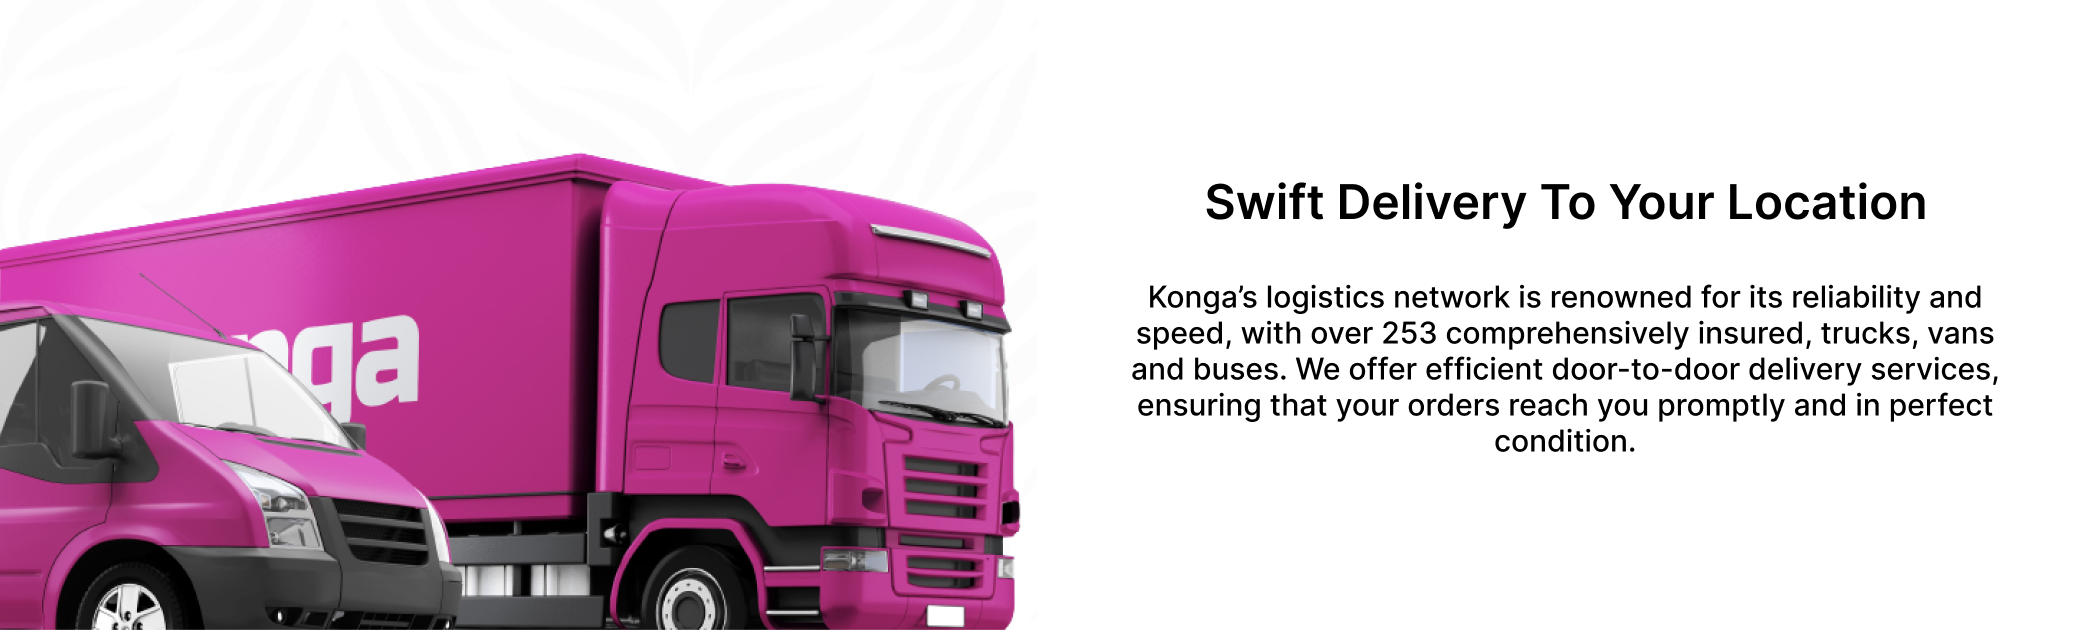 nga
Swift Delivery To Your Location
Konga’s logistics network is renowned for its reliability and
speed, with over 253 comprehensively insured, trucks, vans
and buses. We offer efficient door-to-door delivery services,
ensuring that your orders reach you promptly and in perfect
condition.